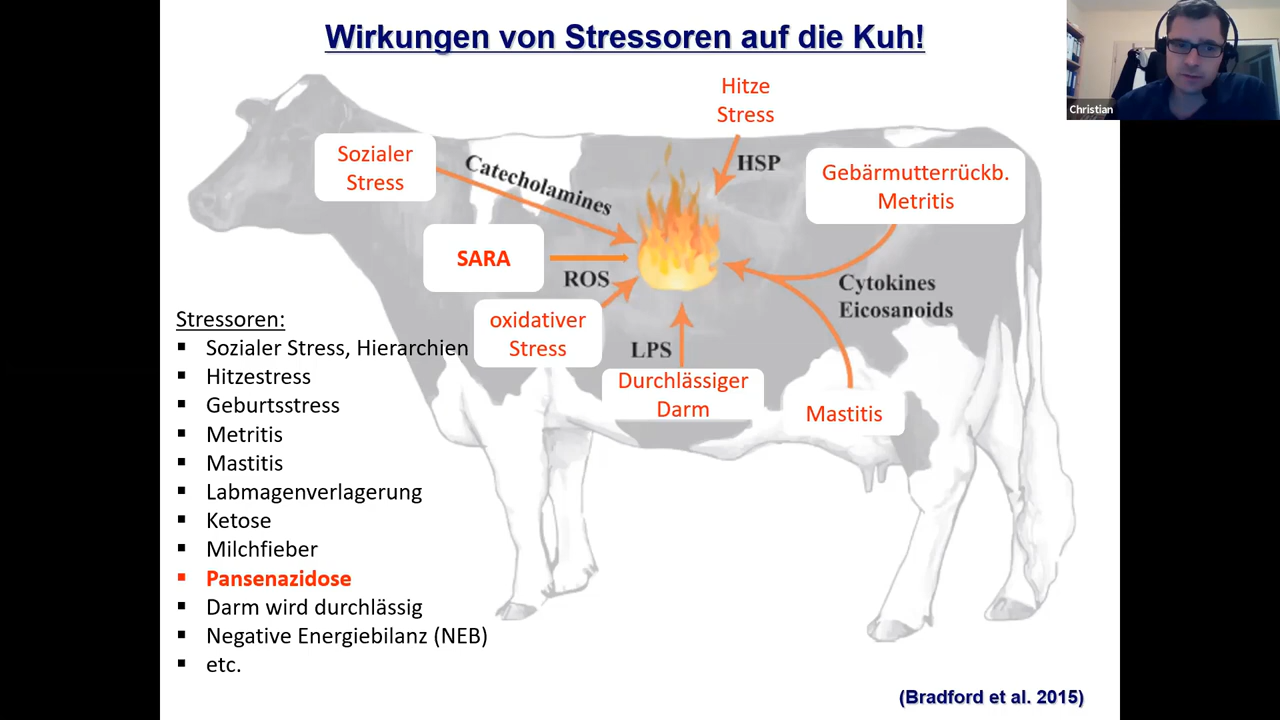 Wirkungen von Stressoren auf die Kuh!
Christian
Hitze
Stress
HSP
Sozialer
Stress
Catecholamines
Gebärmutterrückb.
Metritis
SARA
ROS
Cytokines
Eicosanoids
oxidativer
Stress
LPS
Durchlässiger
Darm
Mastitis
Stressoren:
▪ Sozialer Stress, Hierarchien
▪ Hitzestress
▪ Geburtsstress
▪ Metritis
▪ Mastitis
▪ Labmagenverlagerung
▪ Ketose
▪ Milchfieber
▪ Pansenazidose
▪ Darm wird durchlässig
▪ Negative Energiebilanz (NEB)
▪ etc.
(Bradford et al. 2015)